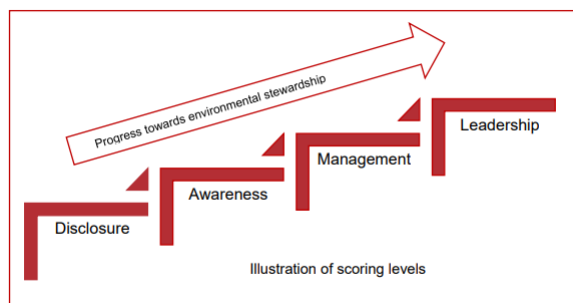 Progress towards environmental stewardship
Leadership
Management
Awareness
Disclosure
Illustration of scoring levels